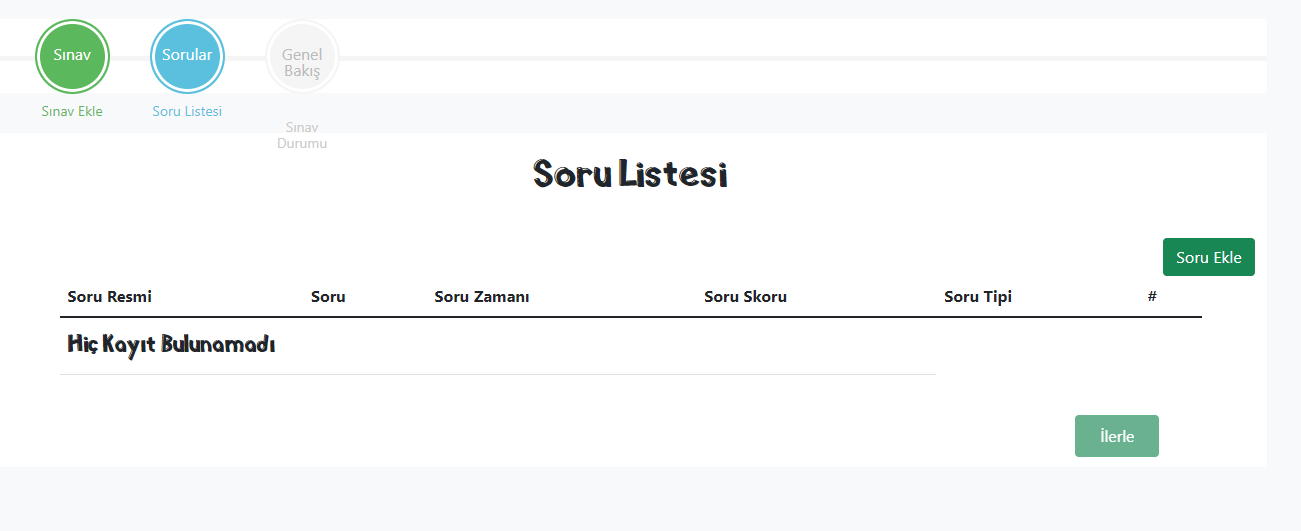 Sınav
Sorular
Genel
Bakış
Sınav Ekle
Soru Listesi
Sınav
Durumu
Soru Listesi
Soru Ekle
Soru Resmi Soru Soru Zamanı Soru Skoru Soru Tipi #
Hiç Kayıt Bulunamadı
İlerle